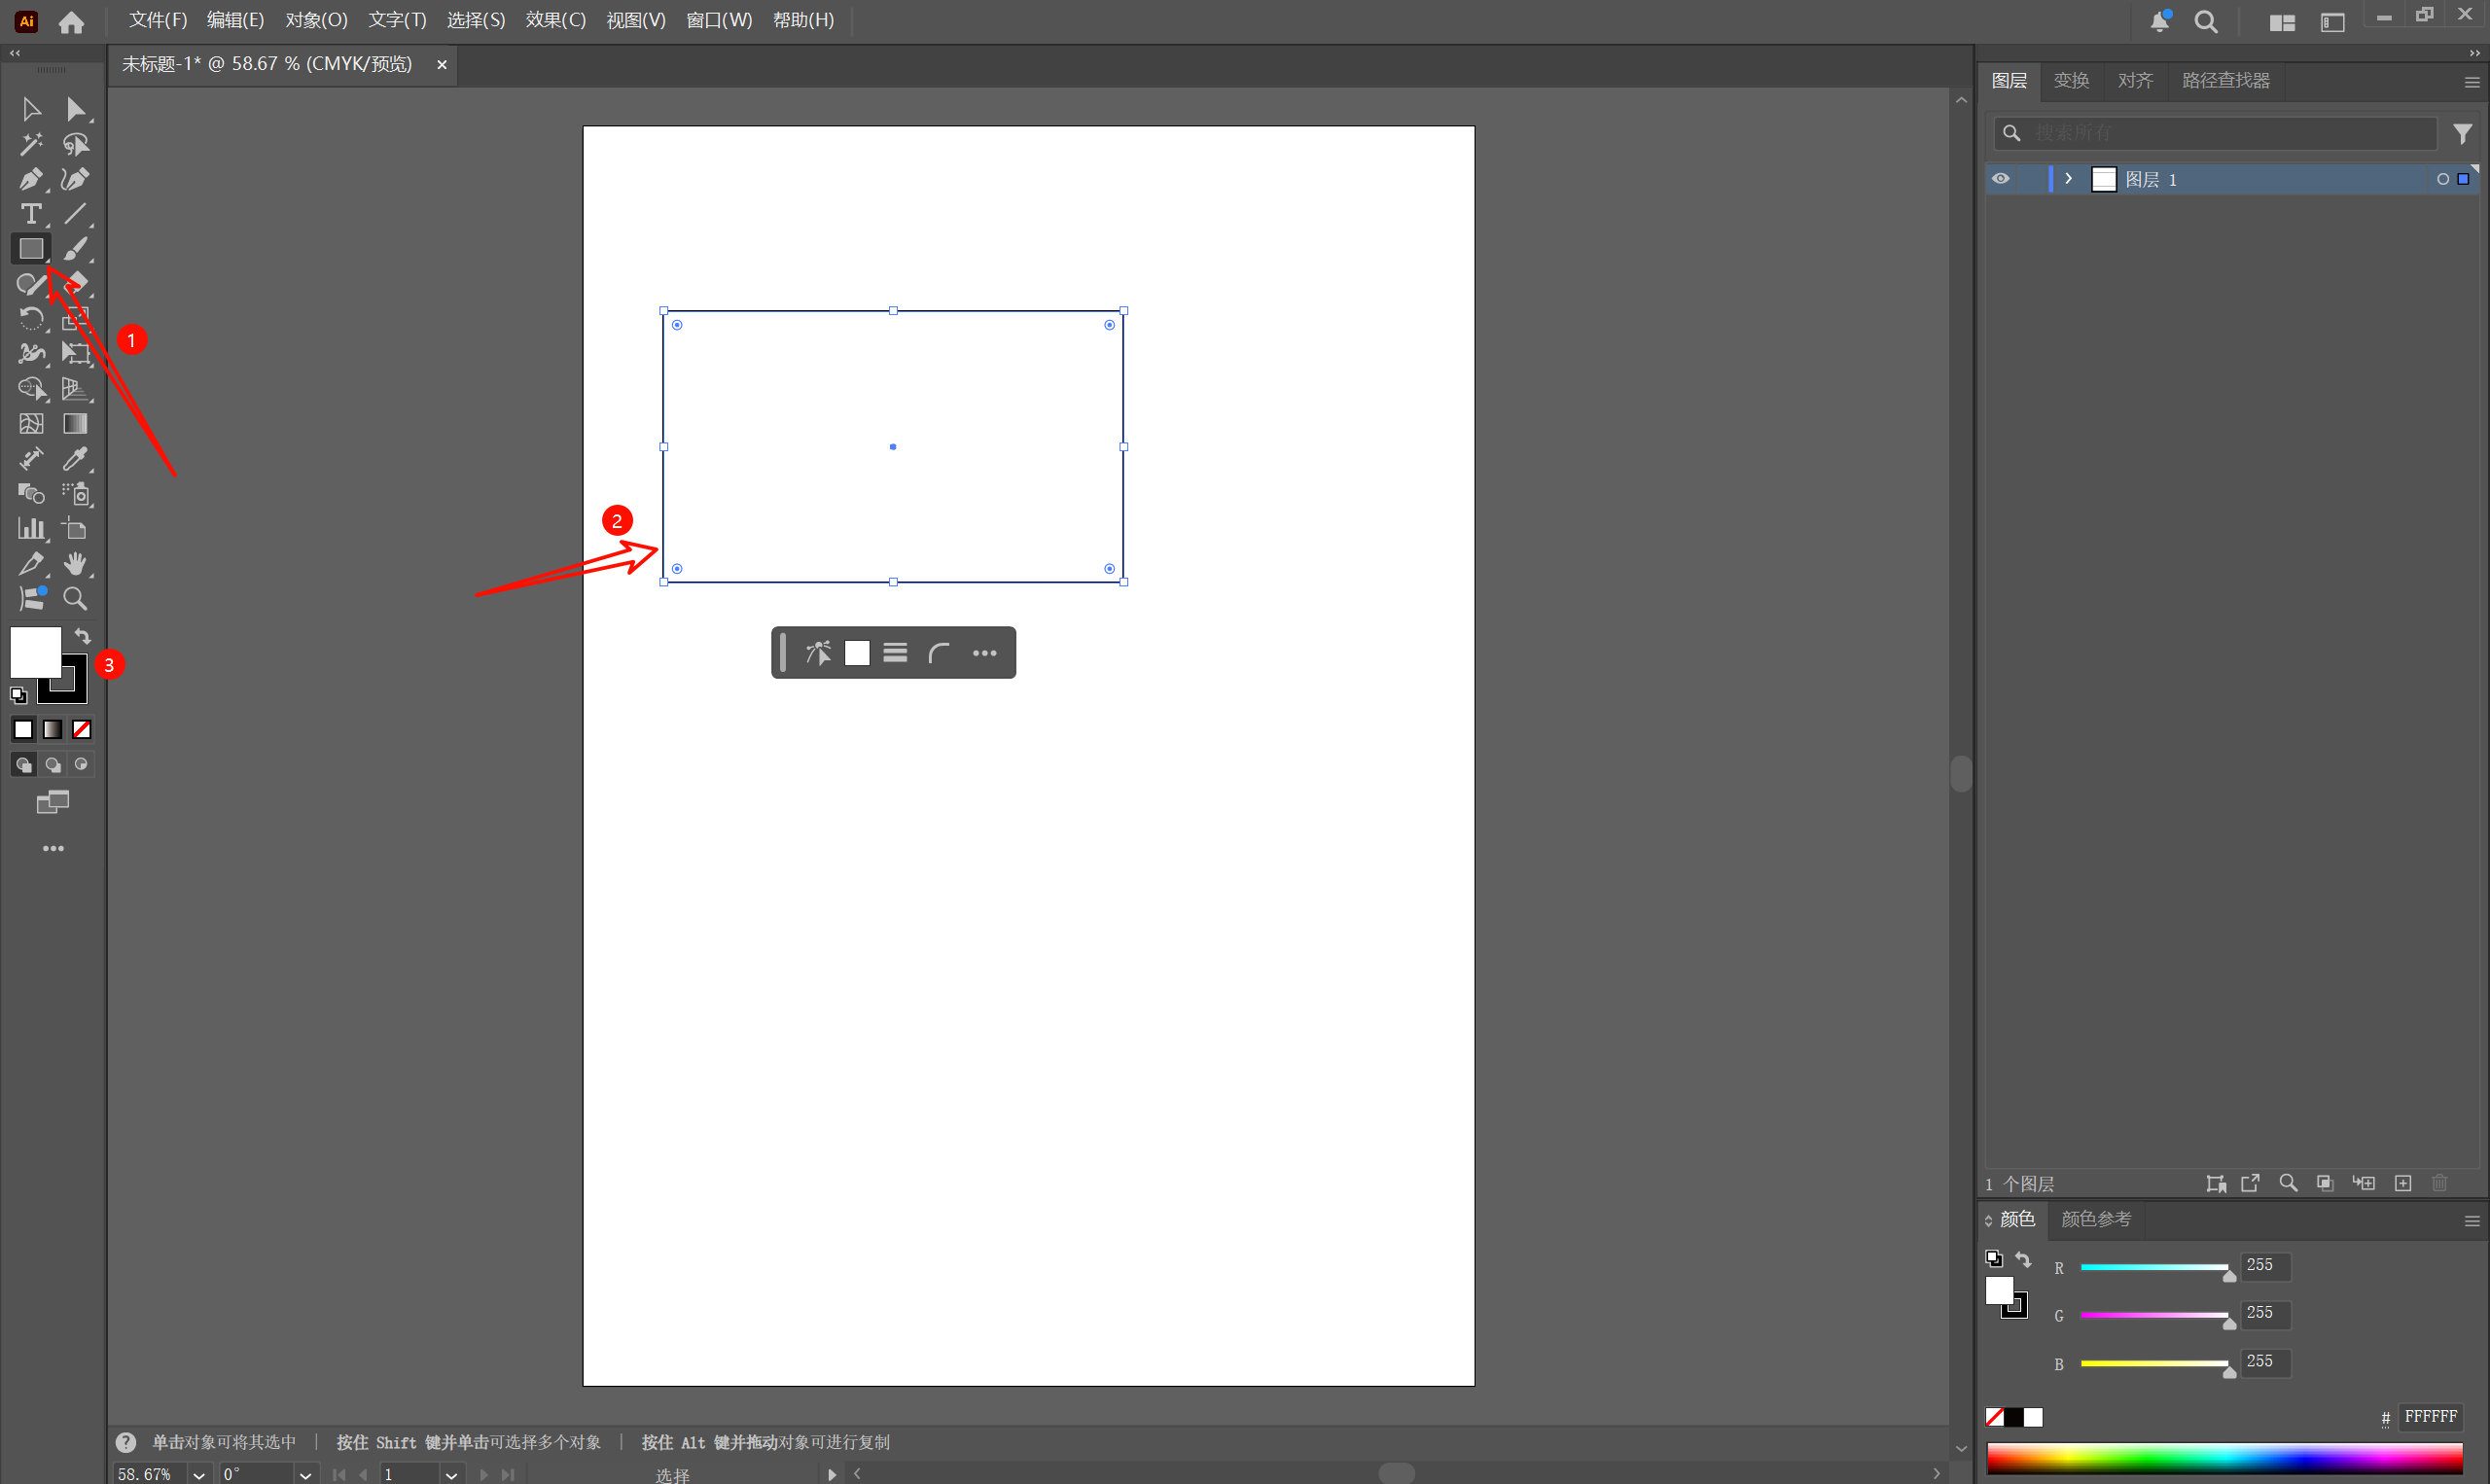 Ai 文件(F) 编辑(E) 对象(O) 文字(T) 选择(S) 效果(C) 视图(V) 窗口(W) 帮助(H)
未标题-1* @ 58.67 % (CMYK/预览)
1
2
3
图层 变换 对齐 路径查找器
搜索所有
图层 1
1 个图层
颜色 颜色参考
R 255
G 255
B 255
# FFFFFF
单击对象可将其选中 | 按住 Shift 键并单击可选择多个对象 | 按住 Alt 键并拖动对象可进行复制
58.67% 0° 1 选择